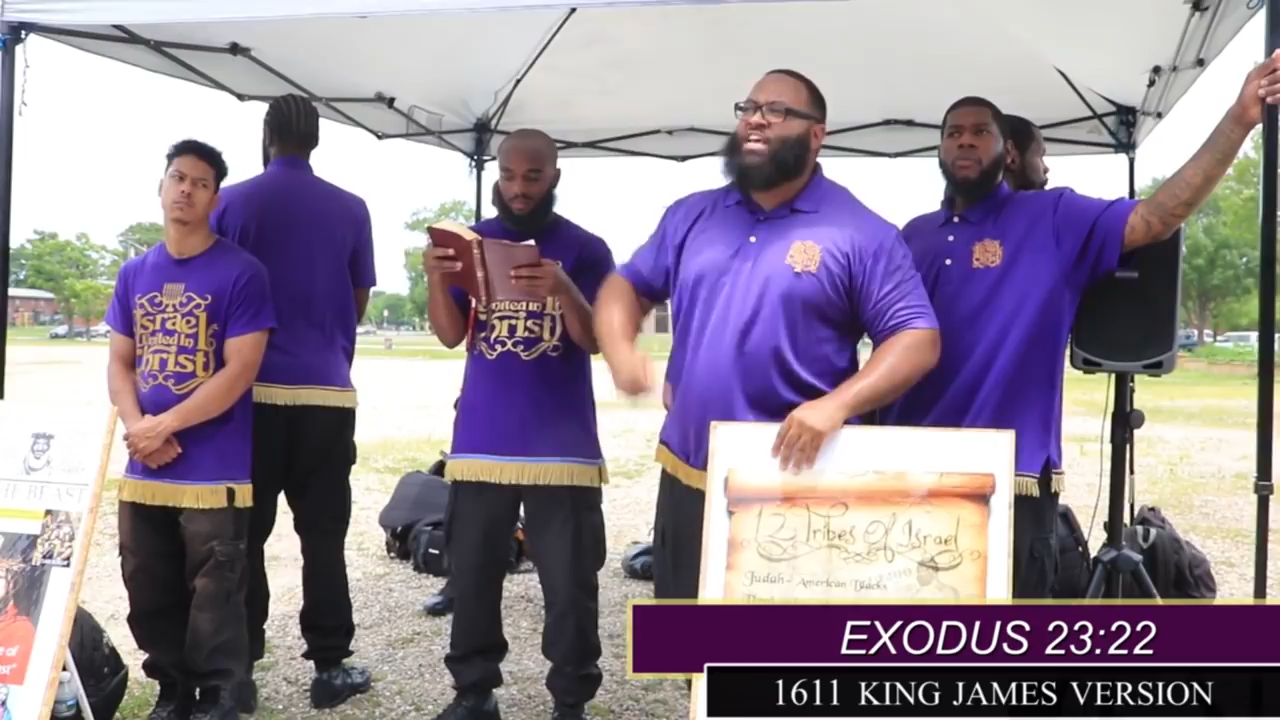 Israel
United In
Christ
United In
Christ
12 Tribes Of Israel
Judah - American Blacks
EXODUS 23:22
1611 KING JAMES VERSION